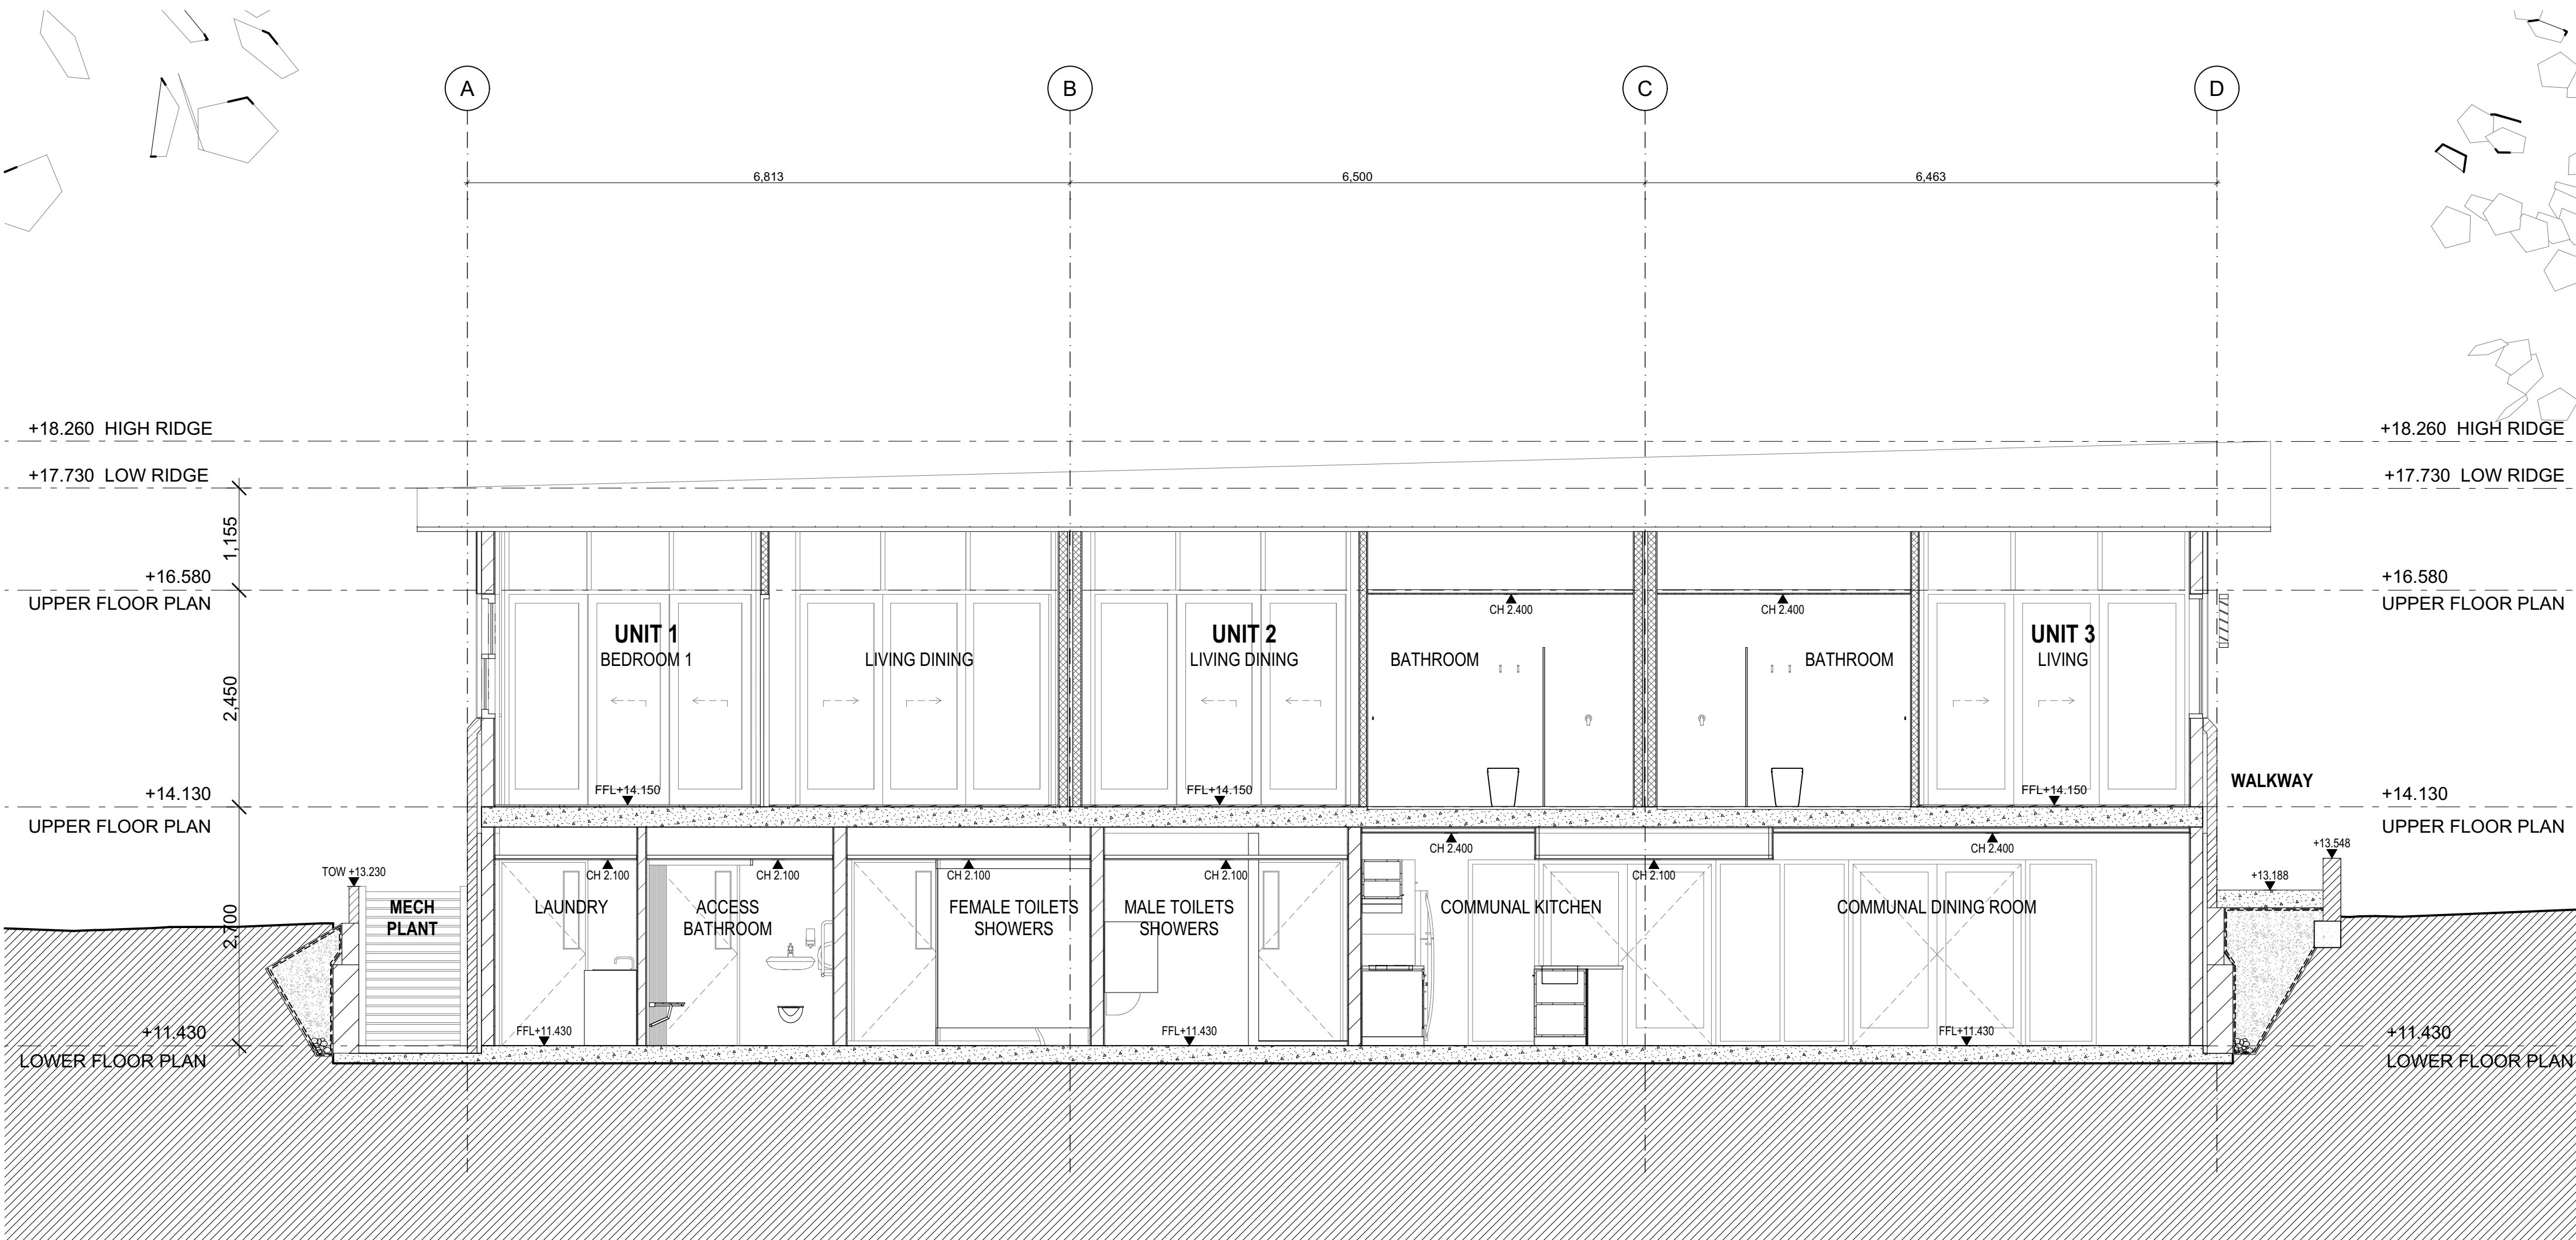 A
B
C
D
6,813
6,500
6,463
+18.260 HIGH RIDGE
+18.260 HIGH RIDGE
+17.730 LOW RIDGE
+17.730 LOW RIDGE
1,155
+16.580
UPPER FLOOR PLAN
+16.580
UPPER FLOOR PLAN
CH 2.400
CH 2.400
UNIT 1
BEDROOM 1
LIVING DINING
UNIT 2
LIVING DINING
BATHROOM
BATHROOM
UNIT 3
LIVING
2,450
FFL+14.150
FFL+14.150
FFL+14.150
WALKWAY
+14.130
UPPER FLOOR PLAN
+14.130
UPPER FLOOR PLAN
CH 2.400
CH 2.400
+13.548
TOW +13.230
CH 2.100
CH 2.100
CH 2.100
CH 2.100
CH 2.100
+13.188
MECH
PLANT
LAUNDRY
ACCESS
BATHROOM
FEMALE TOILETS
SHOWERS
MALE TOILETS
SHOWERS
COMMUNAL KITCHEN
COMMUNAL DINING ROOM
2,700
+11.430
LOWER FLOOR PLAN
FFL+11.430
FFL+11.430
FFL+11.430
+11.430
LOWER FLOOR PLAN